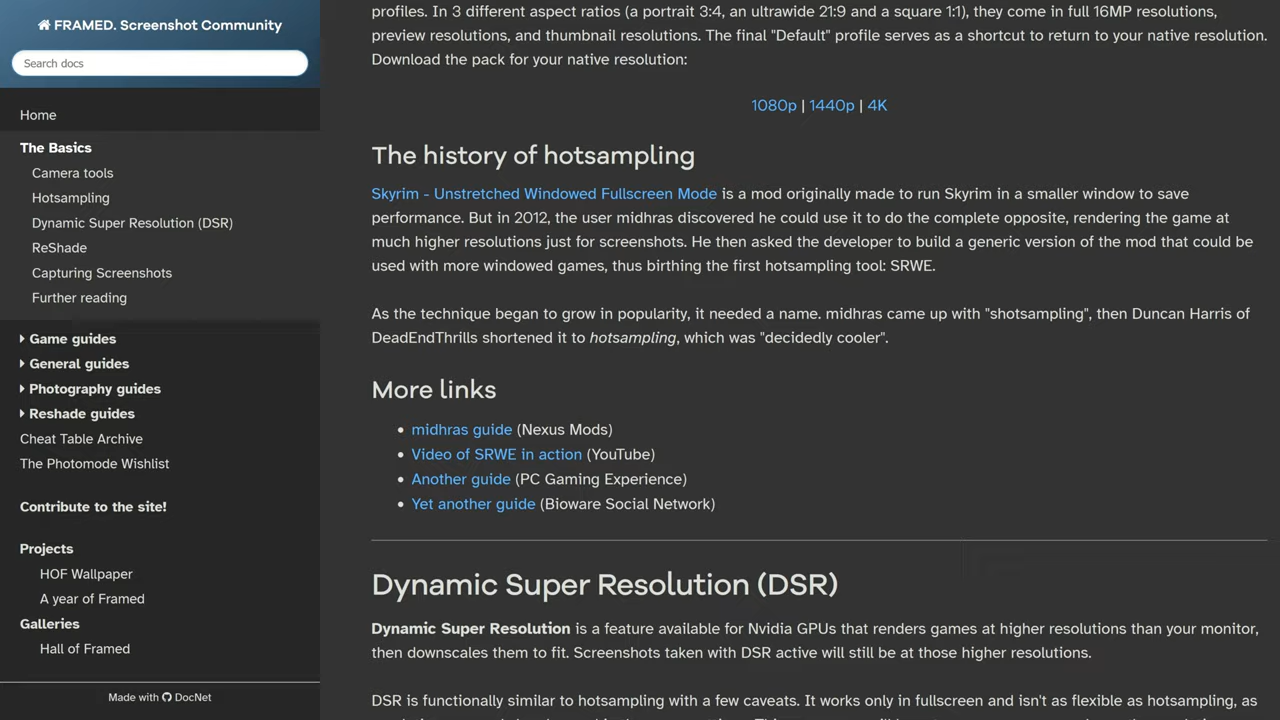 FRAMED. Screenshot Community
Search docs
Home
The Basics
Camera tools
Hotsampling
Dynamic Super Resolution (DSR)
ReShade
Capturing Screenshots
Further reading
Game guides
General guides
Photography guides
Reshade guides
Cheat Table Archive
The Photomode Wishlist
Contribute to the site!
Projects
HOF Wallpaper
A year of Framed
Galleries
Hall of Framed
Made with DocNet
profiles. In 3 different aspect ratios (a portrait 3:4, an ultrawide 21:9 and a square 1:1), they come in full 16MP resolutions,
preview resolutions, and thumbnail resolutions. The final "Default" profile serves as a shortcut to return to your native resolution.
Download the pack for your native resolution:
1080p | 1440p | 4K
The history of hotsampling
Skyrim - Unstretched Windowed Fullscreen Mode is a mod originally made to run Skyrim in a smaller window to save
performance. But in 2012, the user midhras discovered he could use it to do the complete opposite, rendering the game at
much higher resolutions just for screenshots. He then asked the developer to build a generic version of the mod that could be
used with more windowed games, thus birthing the first hotsampling tool: SRWE.
As the technique began to grow in popularity, it needed a name. midhras came up with "shotsampling", then Duncan Harris of
DeadEndThrills shortened it to hotsampling, which was "decidedly cooler".
More links
• midhras guide (Nexus Mods)
• Video of SRWE in action (YouTube)
• Another guide (PC Gaming Experience)
• Yet another guide (Bioware Social Network)
Dynamic Super Resolution (DSR)
Dynamic Super Resolution is a feature available for Nvidia GPUs that renders games at higher resolutions than your monitor,
then downscales them to fit. Screenshots taken with DSR active will still be at those higher resolutions.
DSR is functionally similar to hotsampling with a few caveats. It works only in fullscreen and isn't as flexible as hotsampling, as